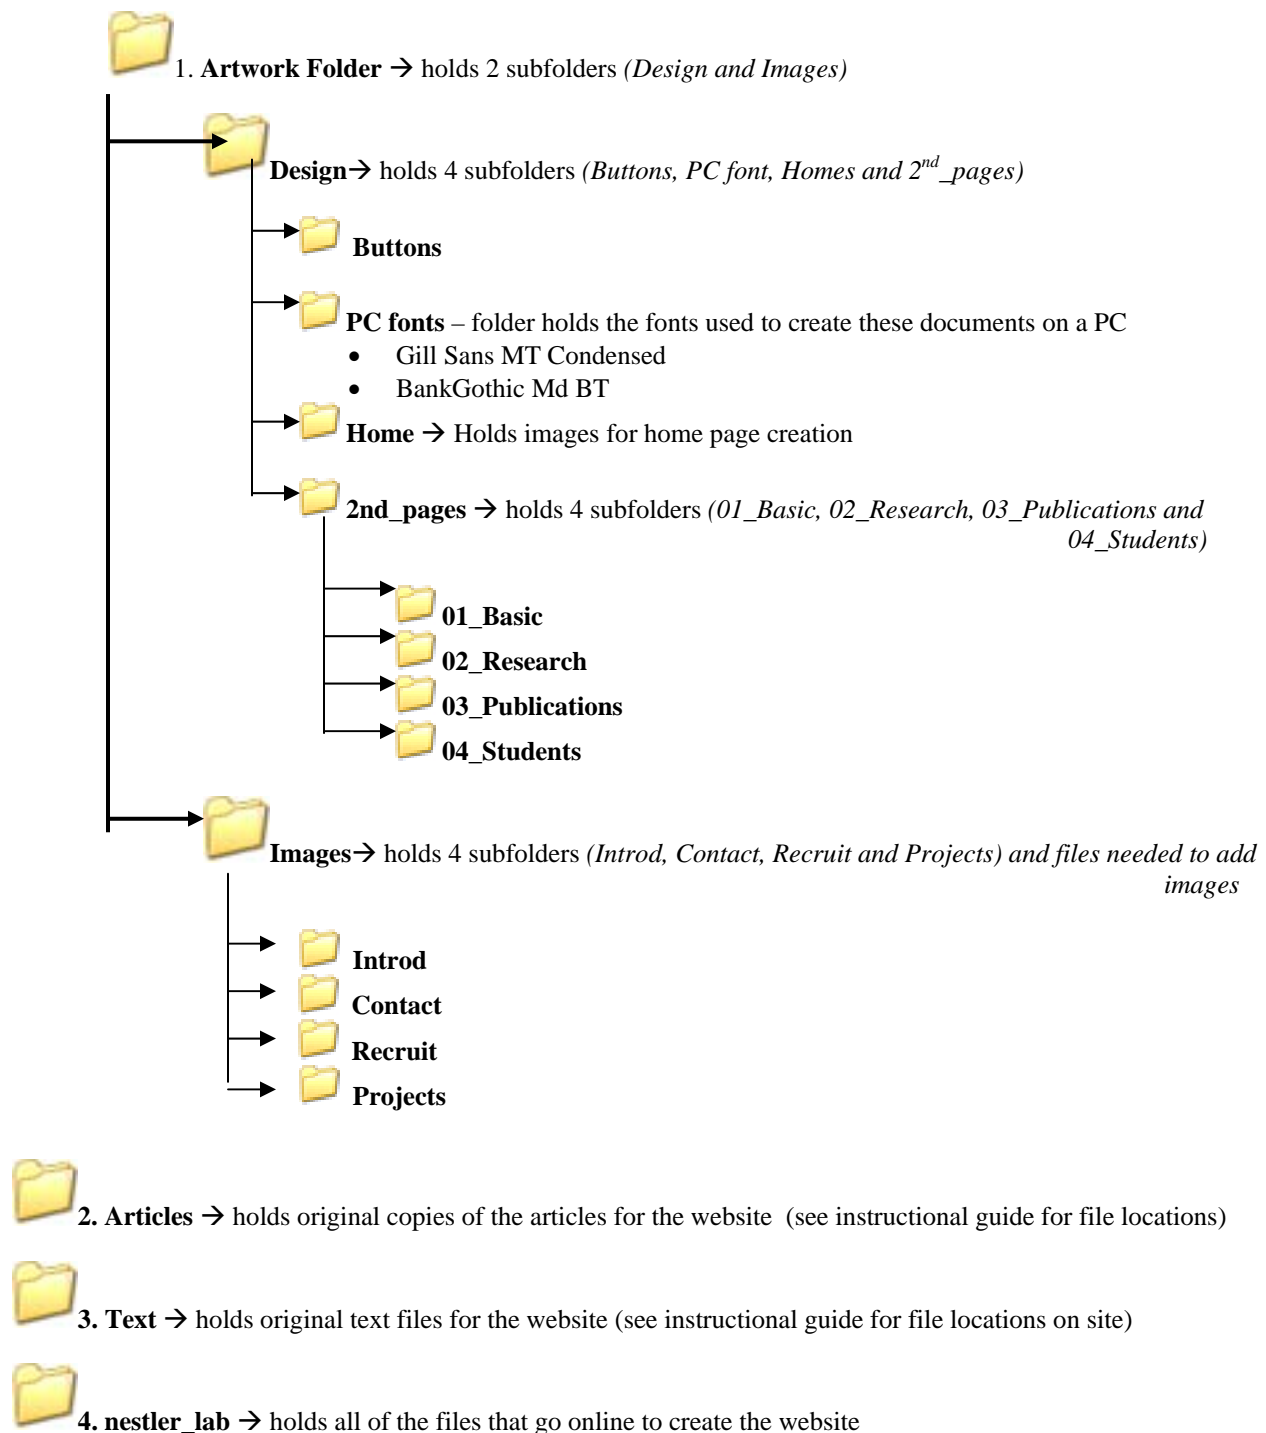 1. Artwork Folder → holds 2 subfolders (Design and Images)
Design→ holds 4 subfolders (Buttons, PC font, Homes and 2nd_pages)
Buttons
PC fonts – folder holds the fonts used to create these documents on a PC
• Gill Sans MT Condensed
• BankGothic Md BT
Home → Holds images for home page creation
2nd_pages → holds 4 subfolders (01_Basic, 02_Research, 03_Publications and
04_Students)
01_Basic
02_Research
03_Publications
04_Students
Images→ holds 4 subfolders (Introd, Contact, Recruit and Projects) and files needed to add
images
Introd
Contact
Recruit
Projects
2. Articles → holds original copies of the articles for the website (see instructional guide for file locations)
3. Text → holds original text files for the website (see instructional guide for file locations on site)
4. nestler_lab → holds all of the files that go online to create the website